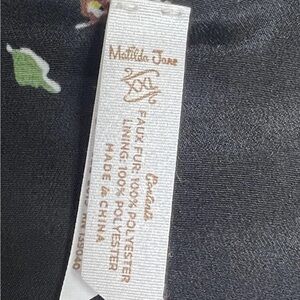 Matilda Jane
XXL
Contents
FAUX FUR: 100% POLYESTER
LINING: 100% POLYESTER
MADE in CHINA